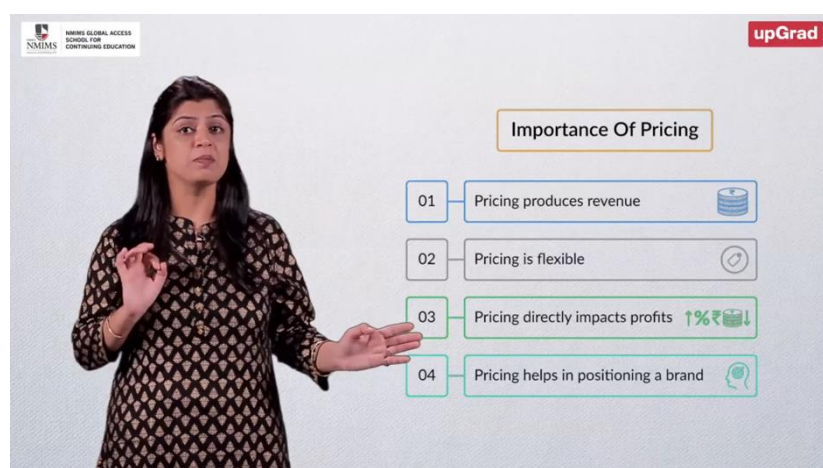 NMIMS
NMIMS GLOBAL ACCESS
SCHOOL FOR
CONTINUING EDUCATION
upGrad
Importance Of Pricing
01 Pricing produces revenue
02 Pricing is flexible
03 Pricing directly impacts profits ↑%₹↓
04 Pricing helps in positioning a brand